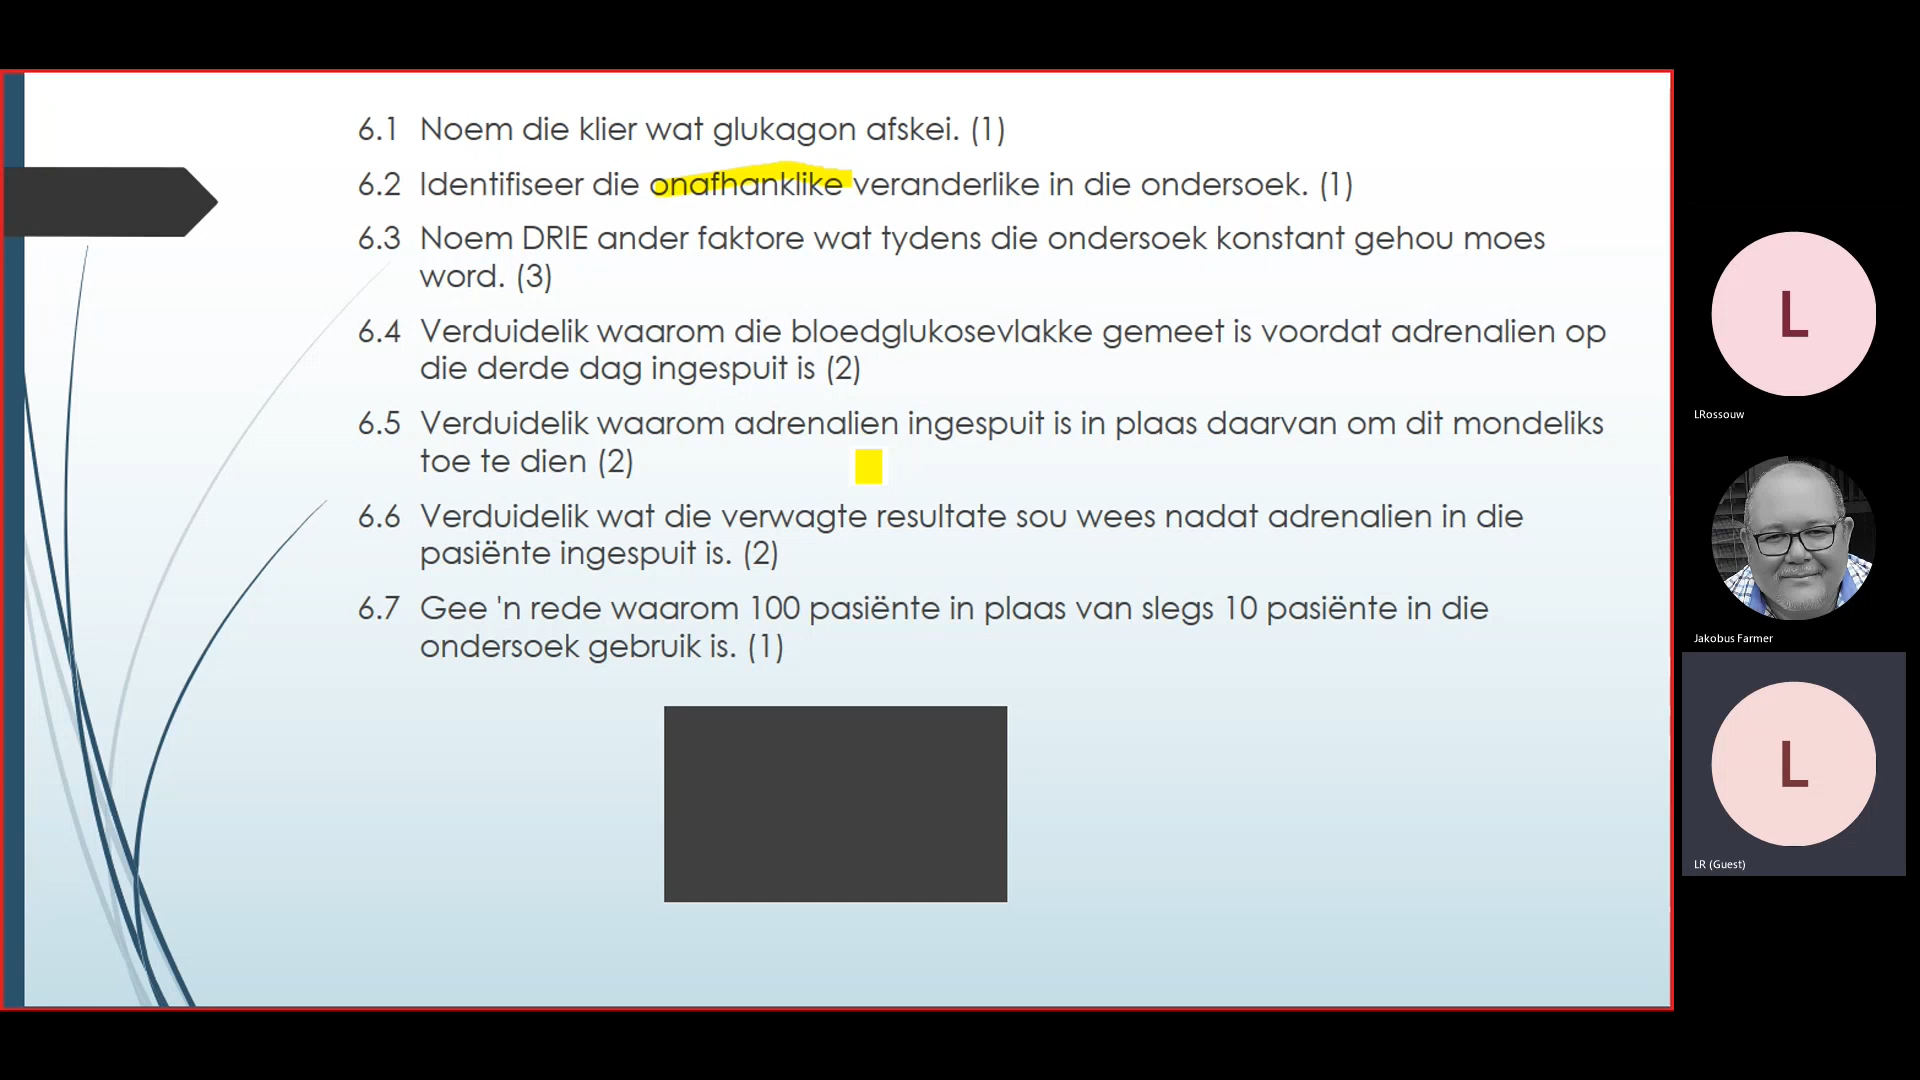 6.1 Noem die klier wat glukagon afskei. (1)
6.2 Identifiseer die onafhanklike veranderlike in die ondersoek. (1)
6.3 Noem DRIE ander faktore wat tydens die ondersoek konstant gehou moes
word. (3)
6.4 Verduidelik waarom die bloedglukosevlakke gemeet is voordat adrenalien op
die derde dag ingespuit is (2)
6.5 Verduidelik waarom adrenalien ingespuit is in plaas daarvan om dit mondeliks
toe te dien (2)
6.6 Verduidelik wat die verwagte resultate sou wees nadat adrenalien in die
pasiënte ingespuit is. (2)
6.7 Gee 'n rede waarom 100 pasiënte in plaas van slegs 10 pasiënte in die
ondersoek gebruik is. (1)
L
LRossouw
Jakobus Farmer
L
LR (Guest)